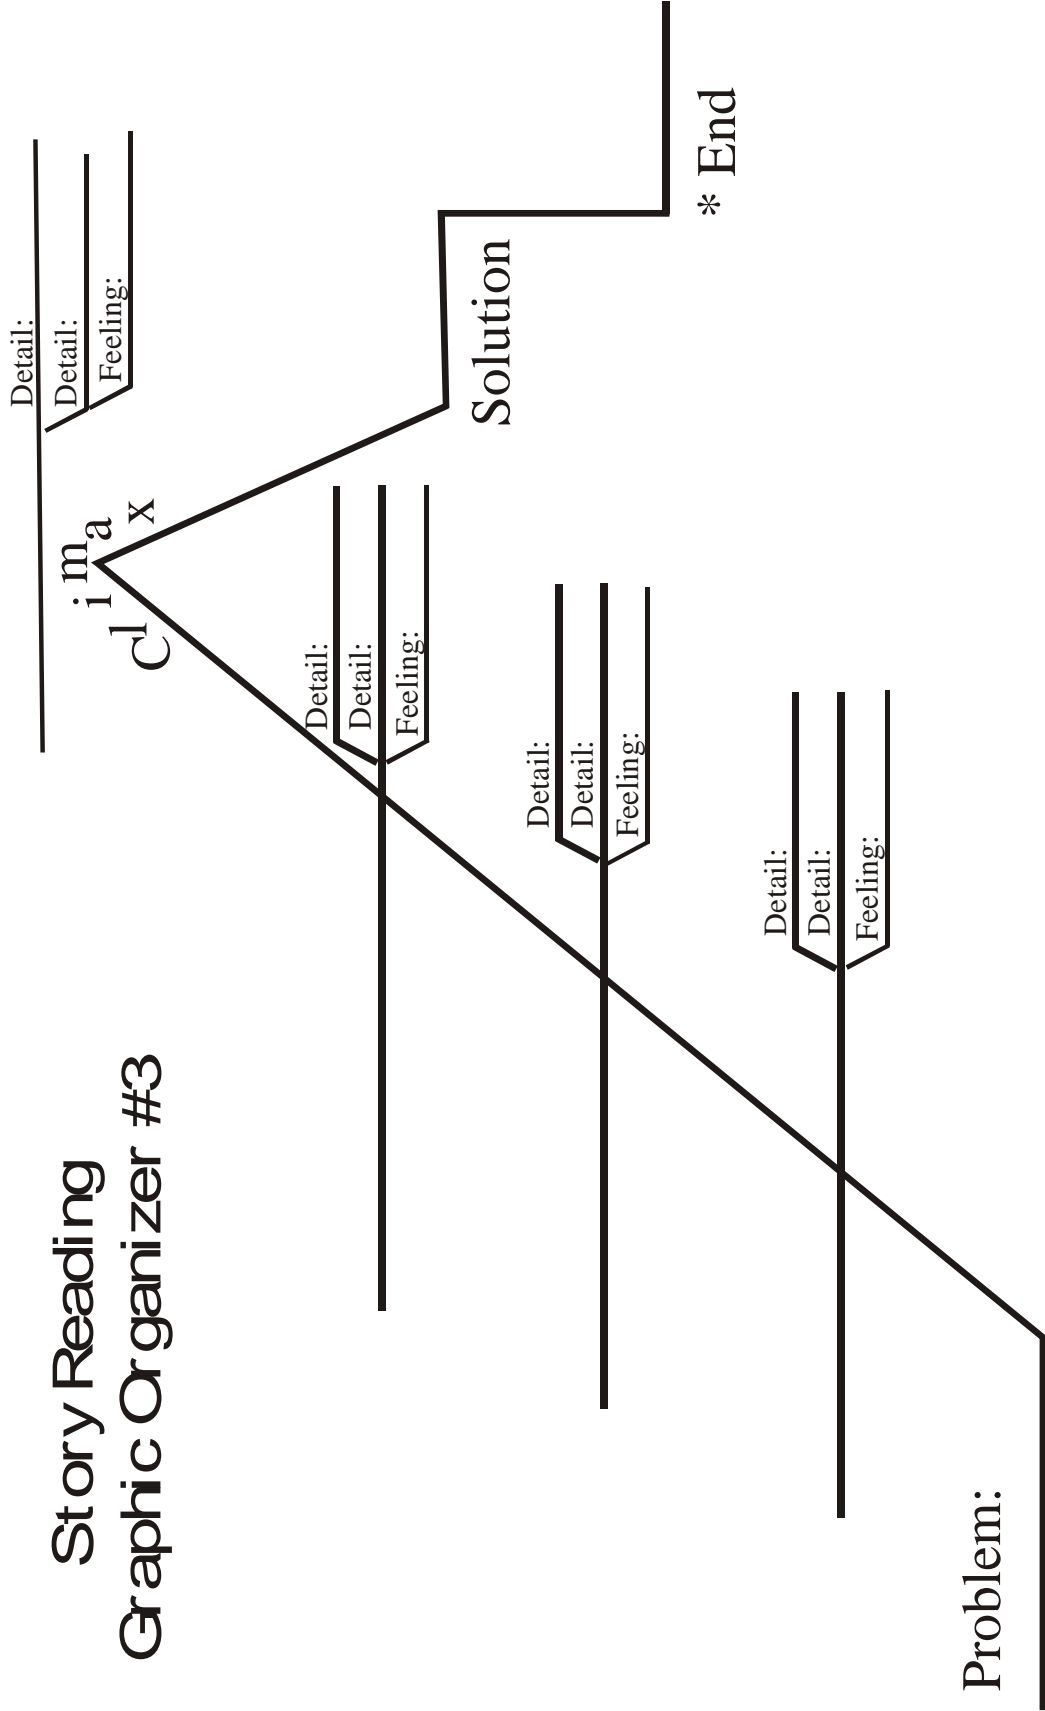 Story Reading
Graphic Organizer #3
Climax
Detail:
Detail:
Feeling:
Detail:
Detail:
Feeling:
Detail:
Detail:
Feeling:
Detail:
Detail:
Feeling:
Solution
* End
Problem: